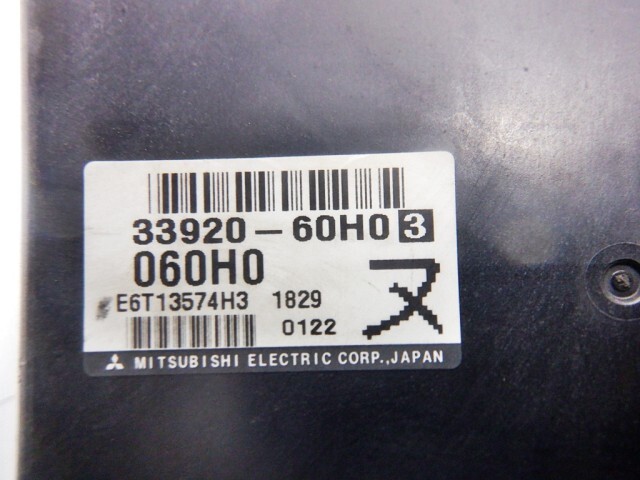 33920-60H0 3
060H0
E6T13574H3 1829
0122
ヌ
MITSUBISHI ELECTRIC CORP.,JAPAN